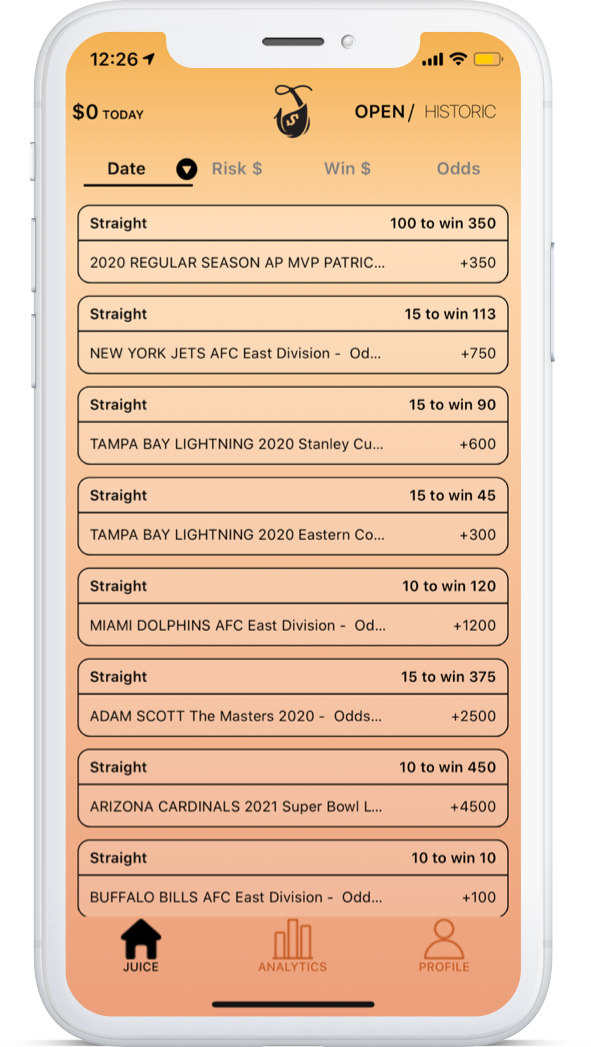 12:26
$0 TODAY
OPEN/ HISTORIC
Date Risk $ Win $ Odds
Straight 100 to win 350
2020 REGULAR SEASON AP MVP PATRIC... +350
Straight 15 to win 113
NEW YORK JETS AFC East Division - Od... +750
Straight 15 to win 90
TAMPA BAY LIGHTNING 2020 Stanley Cu... +600
Straight 15 to win 45
TAMPA BAY LIGHTNING 2020 Eastern Co... +300
Straight 10 to win 120
MIAMI DOLPHINS AFC East Division - Od... +1200
Straight 15 to win 375
ADAM SCOTT The Masters 2020 - Odds... +2500
Straight 10 to win 450
ARIZONA CARDINALS 2021 Super Bowl L... +4500
Straight 10 to win 10
BUFFALO BILLS AFC East Division - Odd... +100
JUICE ANALYTICS PROFILE